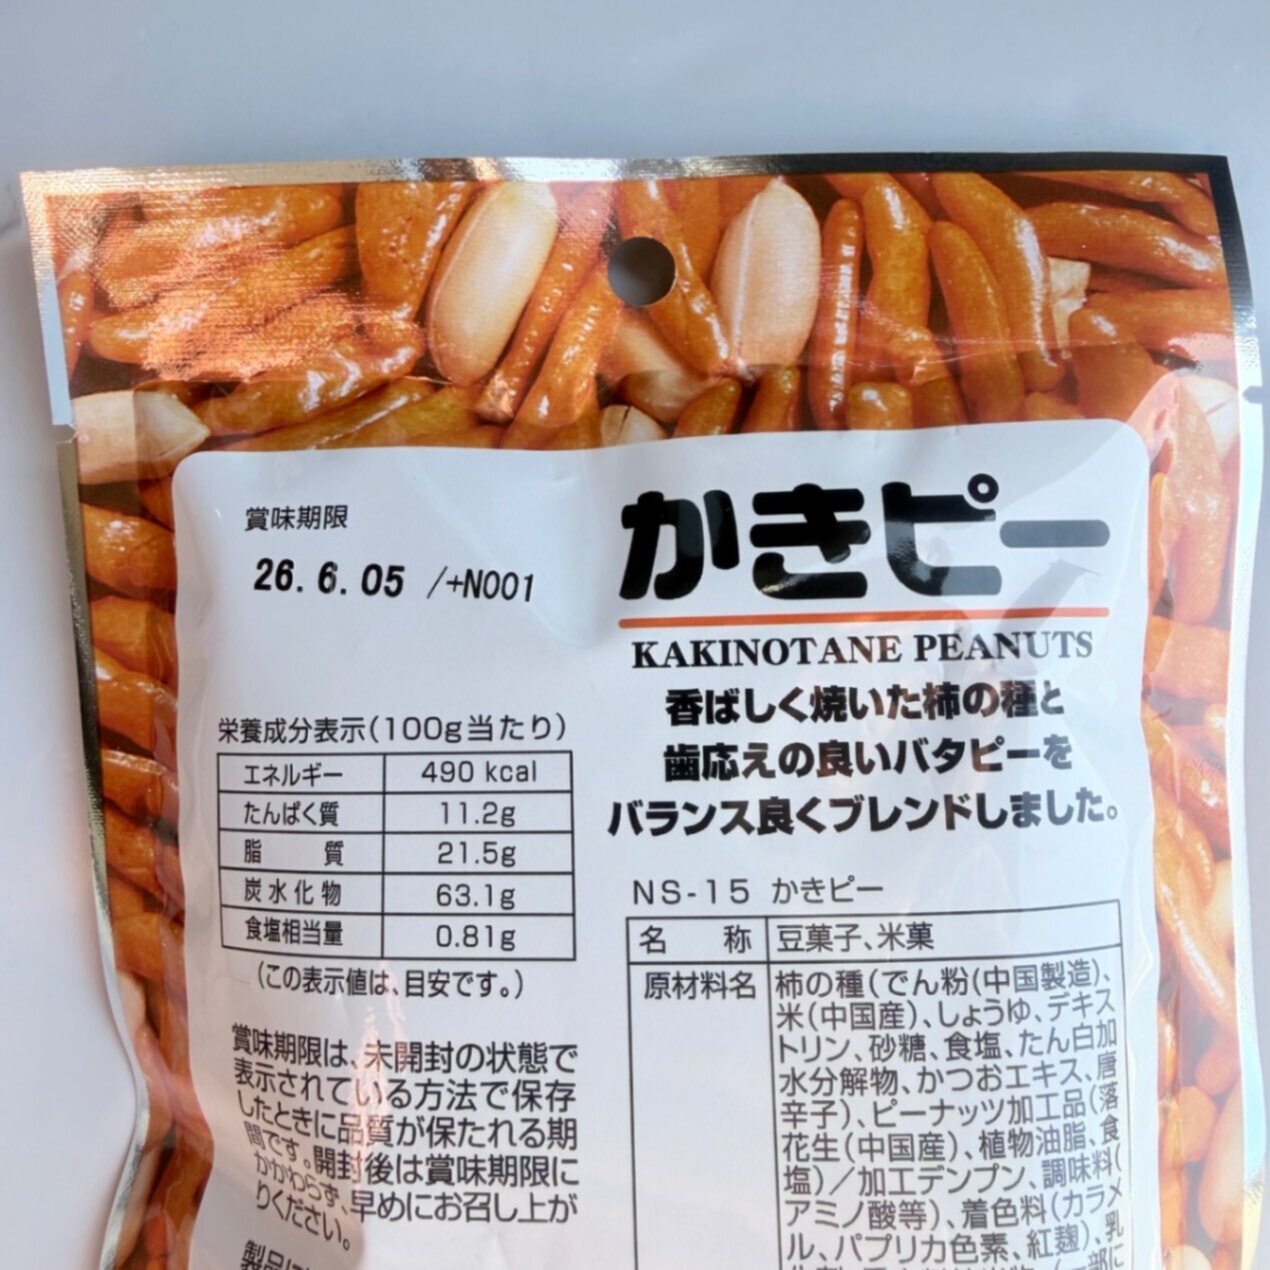 賞味期限
26.6.05 /+N001
かきピー
KAKINOTANE PEANUTS
香ばしく焼いた柿の種と
歯応えの良いバタピーを
バランス良くブレンドしました。
栄養成分表示(100g当たり)
エネルギー 490 kcal
たんぱく質 11.2g
脂 質 21.5g
炭水化物 63.1g
食塩相当量 0.81g
(この表示値は、目安です。)
賞味期限は、未開封の状態で
表示されている方法で保存
したときに品質が保たれる期
間です。開封後は賞味期限に
かかわらず、早めにお召し上が
りください。
製品に
NS-15 かきピー
名 称 豆菓子、米菓
原材料名 柿の種(でん粉(中国製造)、
米(中国産)、しょうゆ、デキス
トリン、砂糖、食塩、たん白加
水分解物、かつおエキス、唐
辛子)、ピーナッツ加工品(落
花生(中国産)、植物油脂、食
塩)/加工デンプン、調味料(
アミノ酸等)、着色料(カラメ
ル、パプリカ色素、紅麹)、乳